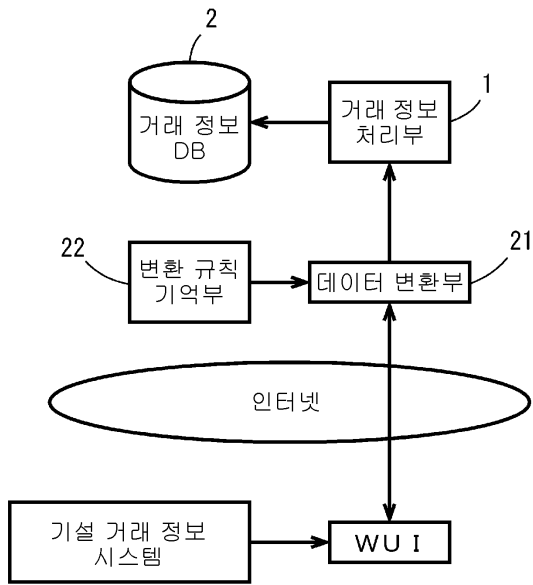 2
거래 정보
DB
거래 정보
처리부
1
22
변환 규칙
기억부
데이터 변환부
21
인터넷
기설 거래 정보
시스템
WUI